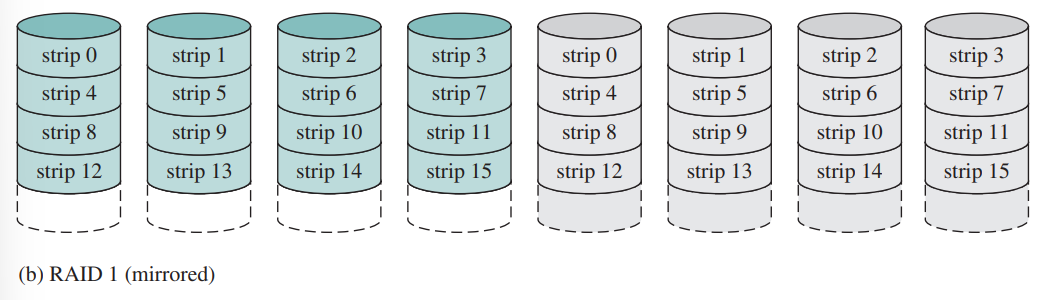 strip 0 strip 1 strip 2 strip 3 strip 0 strip 1 strip 2 strip 3
strip 4 strip 5 strip 6 strip 7 strip 4 strip 5 strip 6 strip 7
strip 8 strip 9 strip 10 strip 11 strip 8 strip 9 strip 10 strip 11
strip 12 strip 13 strip 14 strip 15 strip 12 strip 13 strip 14 strip 15
(b) RAID 1 (mirrored)